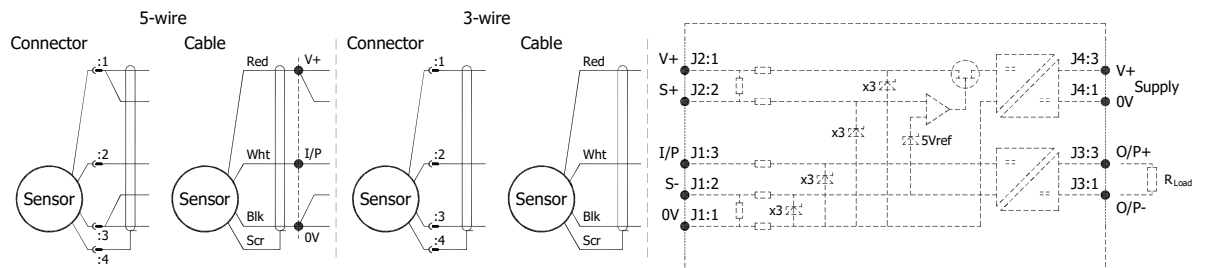 5-wire
Connector
Cable
:1
:2
:3
:4
Sensor
Sensor
Red
Wht
Blk
Scr
V+
I/P
0V
3-wire
Connector
Cable
:1
:2
:3
:4
Sensor
Sensor
Red
Wht
Blk
Scr
V+ J2:1
S+ J2:2
I/P J1:3
S- J1:2
0V J1:1
x3
x3
x3
x3
5Vref
J4:3 V+
Supply
J4:1 0V
J3:3 O/P+
J3:1
O/P-
RLoad